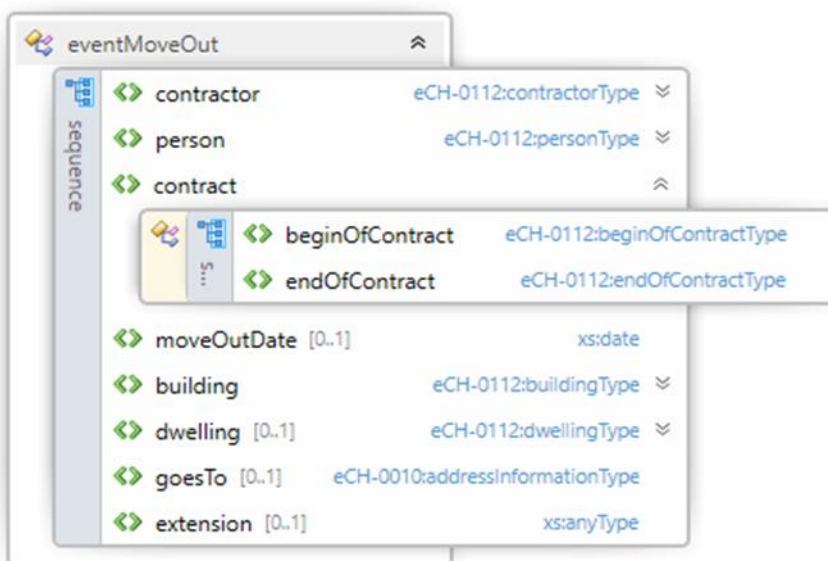 eventMoveOut
sequence
contractor eCH-0112:contractorType
person eCH-0112:personType
contract
s...
beginOfContract eCH-0112:beginOfContractType
endOfContract eCH-0112:endOfContractType
moveOutDate [0..1] xs:date
building eCH-0112:buildingType
dwelling [0..1] eCH-0112:dwellingType
goesTo [0..1] eCH-0010:addressInformationType
extension [0..1] xs:anyType